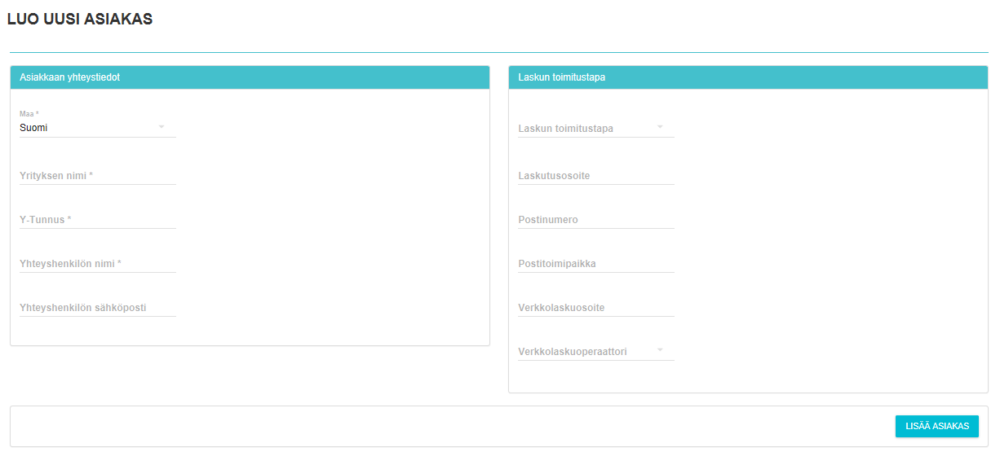 LUO UUSI ASIAKAS
Asiakkaan yhteystiedot
Maa *
Suomi
Yrityksen nimi *
Y-Tunnus *
Yhteyshenkilön nimi *
Yhteyshenkilön sähköposti
Laskun toimitustapa
Laskun toimitustapa
Laskutusosoite
Postinumero
Postitoimipaikka
Verkkolaskuosoite
Verkkolaskuoperaattori
LISÄÄ ASIAKAS